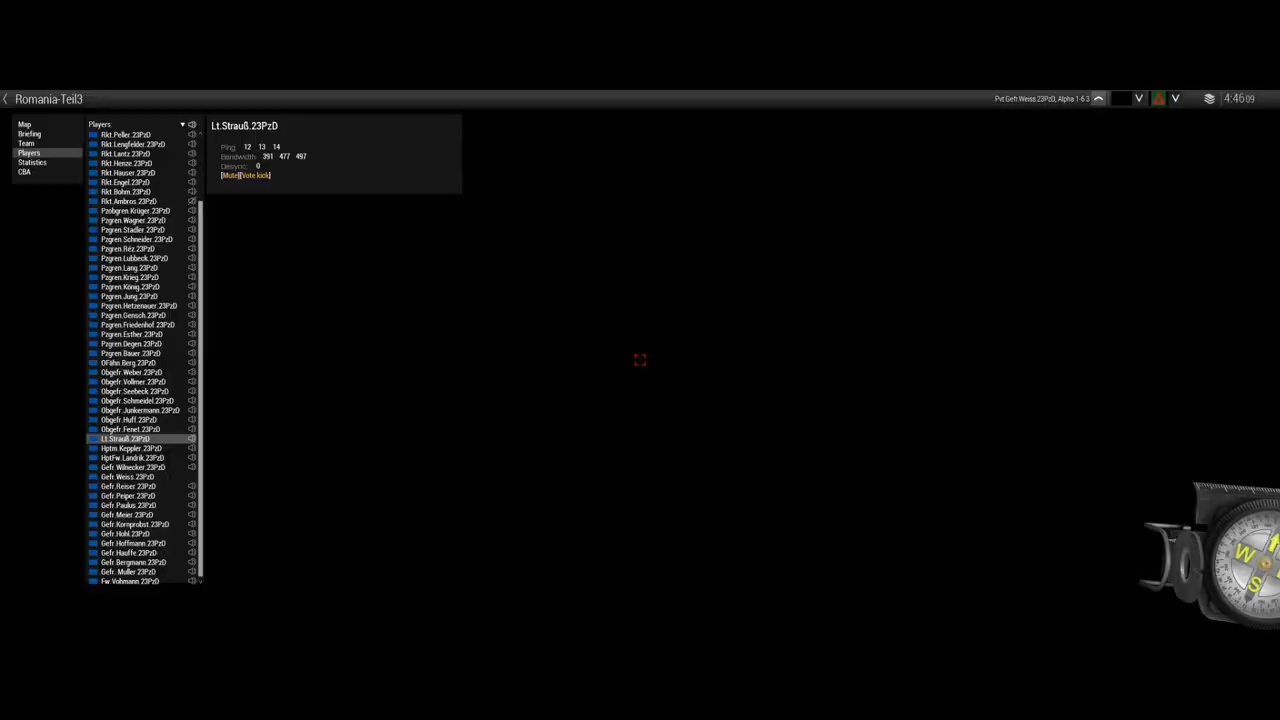 Romania-Teil3
Pvt Gefr.Weiss.23PzD, Alpha 1-6 3
4:46 09
Map
Briefing
Team
Players
Statistics
CBA
Players:
Rkt.Peller.23PzD
Rkt.Lengfelder.23PzD
Rkt.Lantz.23PzD
Rkt.Henze.23PzD
Rkt.Hauser.23PzD
Rkt.Engel.23PzD
Rkt.Bohm.23PzD
Rkt.Ambros.23PzD
Pzobgren.Krüger.23PzD
Pzgren.Wagner.23PzD
Pzgren.Stadler.23PzD
Pzgren.Schneider.23PzD
Pzgren.Réz.23PzD
Pzgren.Lubbeck.23PzD
Pzgren.Lang.23PzD
Pzgren.Krieg.23PzD
Pzgren.König.23PzD
Pzgren.Jung.23PzD
Pzgren.Hetzenauer.23PzD
Pzgren.Gensch.23PzD
Pzgren.Friedenhof.23PzD
Pzgren.Esther.23PzD
Pzgren.Degen.23PzD
Pzgren.Bauer.23PzD
OFähn.Berg.23PzD
Obgefr.Weber.23PzD
Obgefr.Vollmer.23PzD
Obgefr.Seebeck.23PzD
Obgefr.Schmeidel.23PzD
Obgefr.Junkermann.23PzD
Obgefr.Huff.23PzD
Obgefr.Fenet.23PzD
Lt.Strauß.23PzD
Hptm.Keppler.23PzD
HptFw.Landrik.23PzD
Gefr.Wilnecker.23PzD
Gefr.Weiss.23PzD
Gefr.Reiser.23PzD
Gefr.Peiper.23PzD
Gefr.Paulus.23PzD
Gefr.Meier.23PzD
Gefr.Kornprobst.23PzD
Gefr.Hohl.23PzD
Gefr.Hoffmann.23PzD
Gefr.Hauffe.23PzD
Gefr.Bergmann.23PzD
Gefr. Muller.23PzD
Fw.Vohmann.23PzD
Lt.Strauß.23PzD
Ping: 12 13 14
Bandwidth: 391 477 497
Desync: 0
[Mute][Vote kick]
W
S